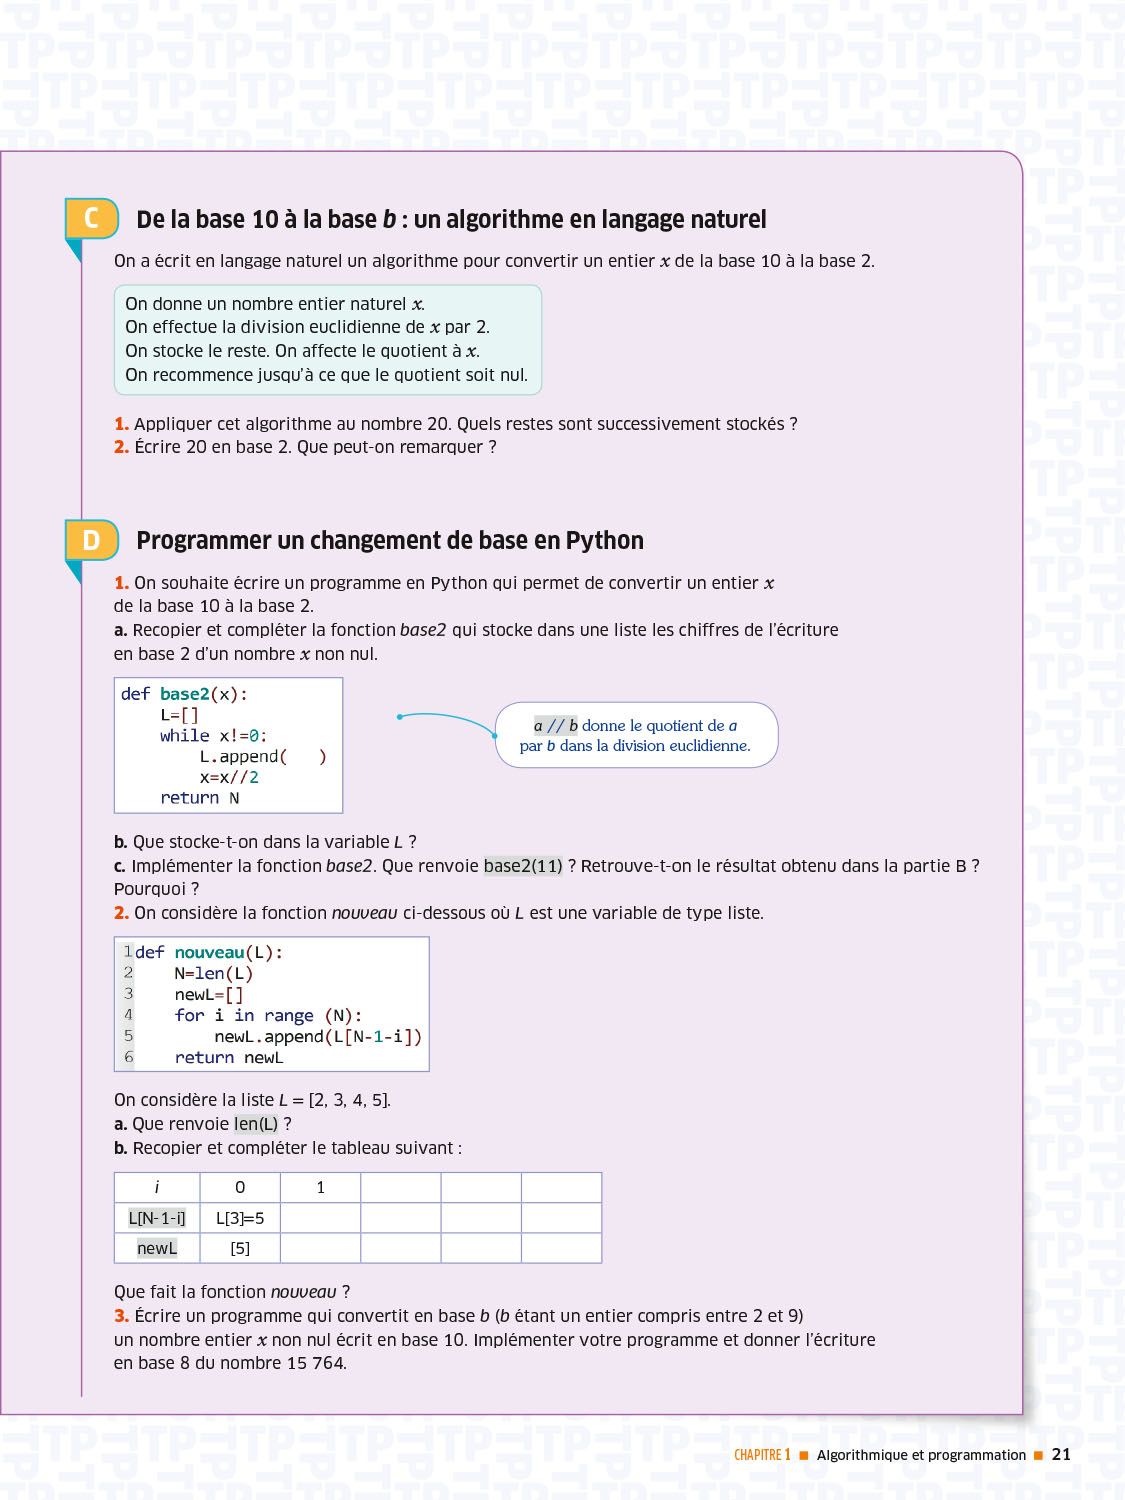 C
De la base 10 à la base b : un algorithme en langage naturel
On a écrit en langage naturel un algorithme pour convertir un entier x de la base 10 à la base 2.
On donne un nombre entier naturel x.
On effectue la division euclidienne de x par 2.
On stocke le reste. On affecte le quotient à x.
On recommence jusqu'à ce que le quotient soit nul.
1. Appliquer cet algorithme au nombre 20. Quels restes sont successivement stockés ?
2. Écrire 20 en base 2. Que peut-on remarquer ?
D
Programmer un changement de base en Python
1. On souhaite écrire un programme en Python qui permet de convertir un entier x
de la base 10 à la base 2.
a. Recopier et compléter la fonction base2 qui stocke dans une liste les chiffres de l'écriture
en base 2 d'un nombre x non nul.
def base2(x):
    L=[]
    while x!=0:
        L.append(   )
        x=x//2
    return N
a // b donne le quotient de a
par b dans la division euclidienne.
b. Que stocke-t-on dans la variable L ?
c. Implémenter la fonction base2. Que renvoie base2(11) ? Retrouve-t-on le résultat obtenu dans la partie B ?
Pourquoi ?
2. On considère la fonction nouveau ci-dessous où L est une variable de type liste.
1 def nouveau(L):
2     N=len(L)
3     newL=[]
4     for i in range (N):
5         newL.append(L[N-1-i])
6     return newL
On considère la liste L = [2, 3, 4, 5].
a. Que renvoie len(L) ?
b. Recopier et compléter le tableau suivant :
i 0 1
L[N-1-i] L[3]=5
newL [5]
Que fait la fonction nouveau ?
3. Écrire un programme qui convertit en base b (b étant un entier compris entre 2 et 9)
un nombre entier x non nul écrit en base 10. Implémenter votre programme et donner l'écriture
en base 8 du nombre 15 764.
CHAPITRE 1 ■ Algorithmique et programmation ■ 21